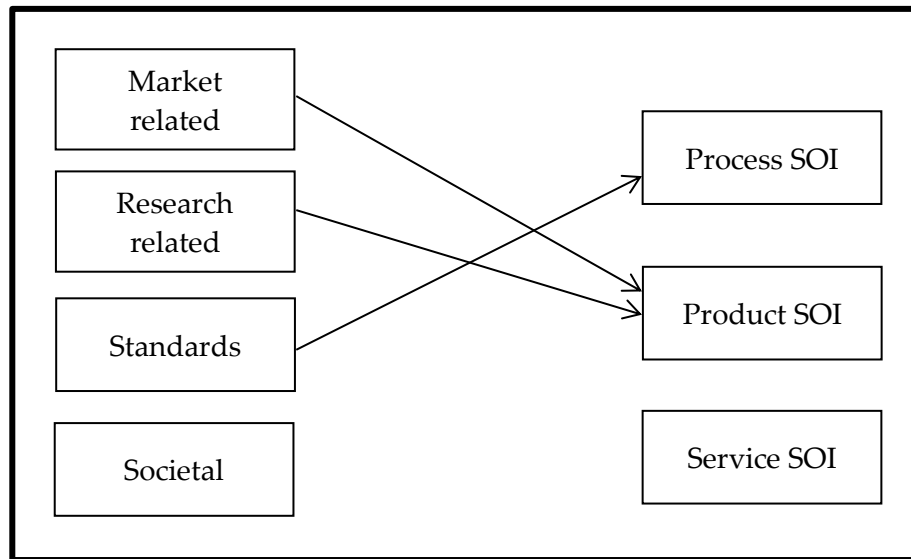 Market
related
Research
related
Standards
Societal
Process SOI
Product SOI
Service SOI